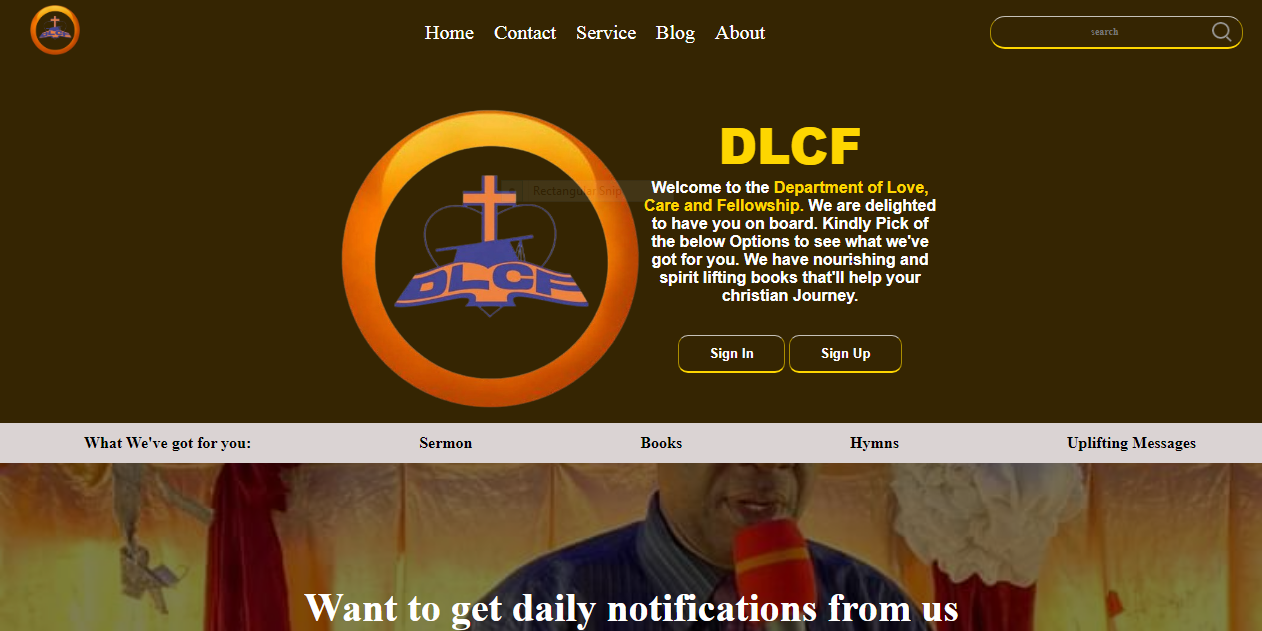 Home Contact Service Blog About
search
DLCF
Welcome to the Department of Love,
Care and Fellowship. We are delighted
to have you on board. Kindly Pick of
the below Options to see what we've
got for you. We have nourishing and
spirit lifting books that'll help your
christian Journey.
Rectangular Snip
DLCF
Sign In Sign Up
What We've got for you: Sermon Books Hymns Uplifting Messages
Want to get daily notifications from us